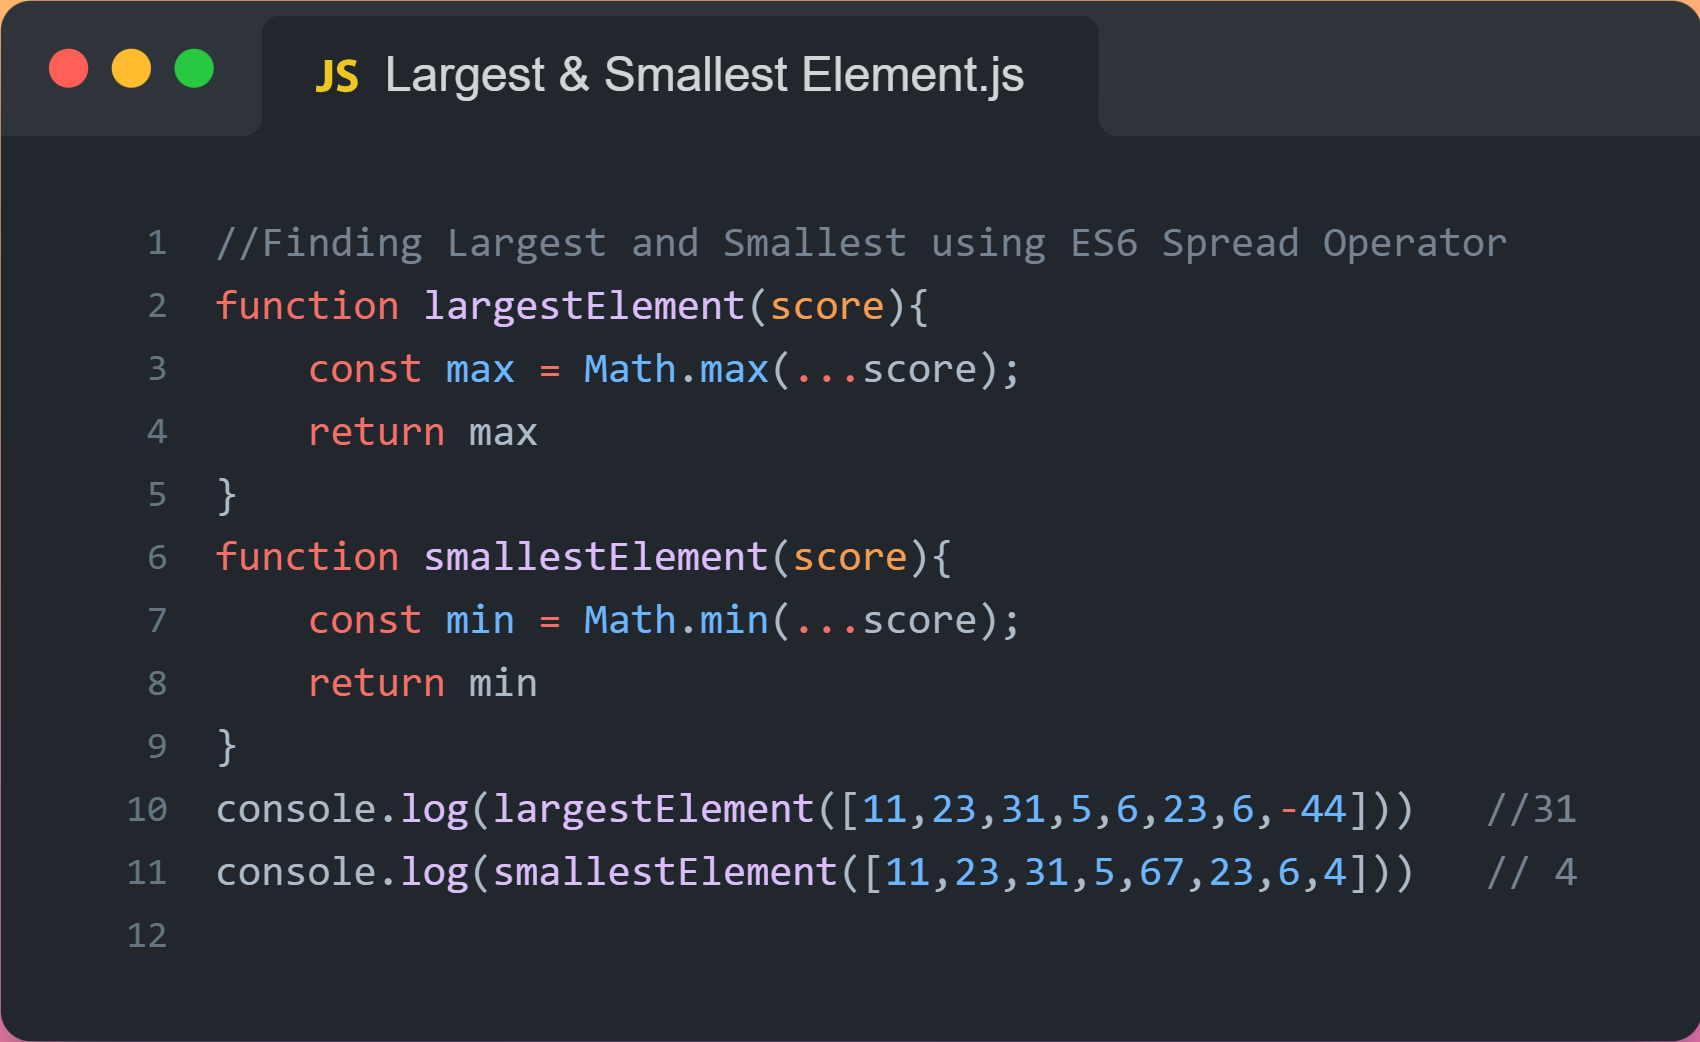 JS Largest & Smallest Element.js
1 //Finding Largest and Smallest using ES6 Spread Operator
2 function largestElement(score){
3     const max = Math.max(...score);
4     return max
5 }
6 function smallestElement(score){
7     const min = Math.min(...score);
8     return min
9 }
10 console.log(largestElement([11,23,31,5,6,23,6,-44]))   //31
11 console.log(smallestElement([11,23,31,5,67,23,6,4]))   // 4
12